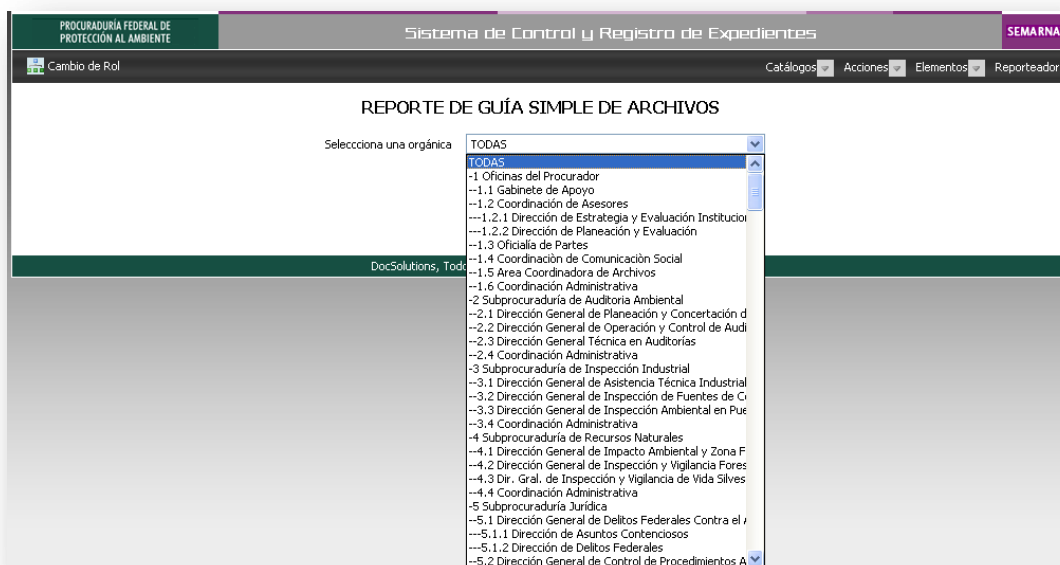 PROCURADURÍA FEDERAL DE
PROTECCIÓN AL AMBIENTE
Sistema de Control y Registro de Expedientes
SEMARNA
Cambio de Rol
Catálogos Acciones Elementos Reporteador
REPORTE DE GUÍA SIMPLE DE ARCHIVOS
Seleccciona una orgánica TODAS
TODAS
-1 Oficinas del Procurador
--1.1 Gabinete de Apoyo
--1.2 Coordinación de Asesores
---1.2.1 Dirección de Estrategia y Evaluación Institucion
---1.2.2 Dirección de Planeación y Evaluación
--1.3 Oficialía de Partes
--1.4 Coordinaciòn de Comunicaciòn Social
--1.5 Area Coordinadora de Archivos
--1.6 Coordinación Administrativa
-2 Subprocuraduría de Auditoria Ambiental
--2.1 Dirección General de Planeación y Concertación d
--2.2 Dirección General de Operación y Control de Audi
--2.3 Dirección General Técnica en Auditorías
--2.4 Coordinación Administrativa
-3 Subprocuraduría de Inspección Industrial
--3.1 Dirección General de Asistencia Técnica Industrial
--3.2 Dirección General de Inspección de Fuentes de Co
--3.3 Dirección General de Inspección Ambiental en Pue
--3.4 Coordinación Administrativa
-4 Subprocuraduría de Recursos Naturales
--4.1 Dirección General de Impacto Ambiental y Zona F
--4.2 Dirección General de Inspección y Vigilancia Fores
--4.3 Dir. Gral. de Inspección y Vigilancia de Vida Silves
--4.4 Coordinación Administrativa
-5 Subprocuraduría Jurídica
--5.1 Dirección General de Delitos Federales Contra el A
---5.1.1 Dirección de Asuntos Contenciosos
---5.1.2 Dirección de Delitos Federales
--5.2 Dirección General de Control de Procedimientos A
DocSolutions, Todo